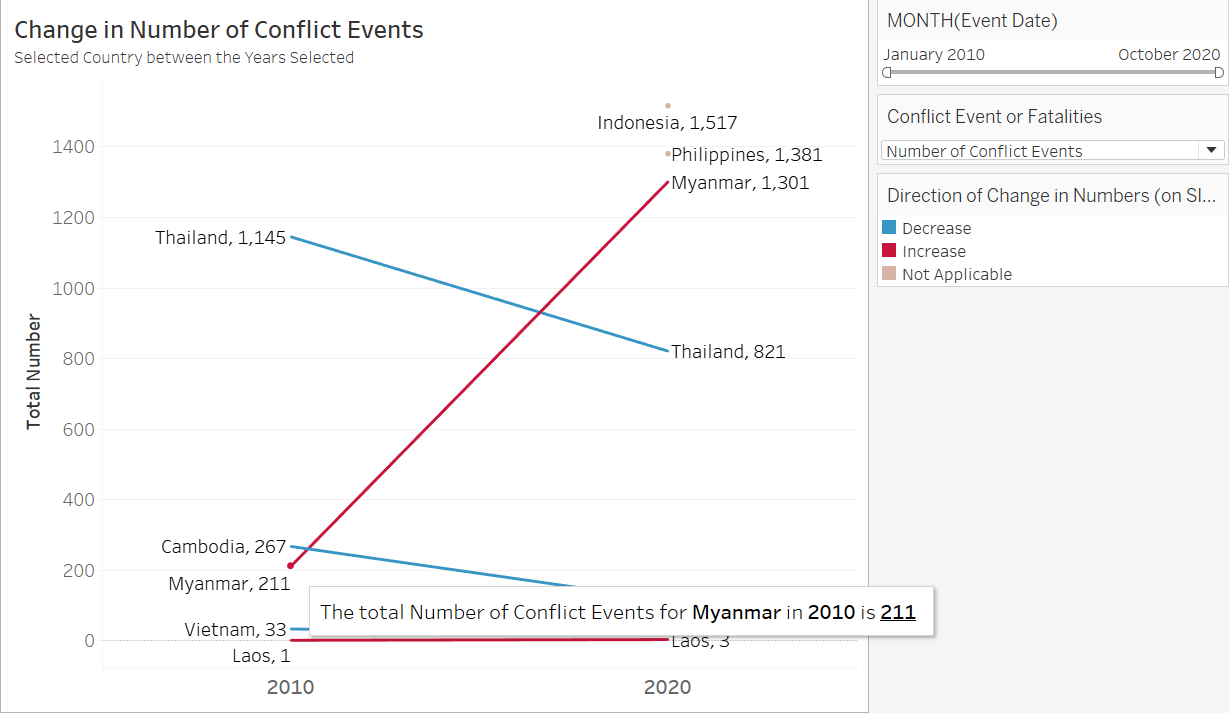 Change in Number of Conflict Events
Selected Country between the Years Selected
Total Number
1400
1200
1000
800
600
400
200
0
Indonesia, 1,517
Philippines, 1,381
Myanmar, 1,301
Thailand, 1,145
Thailand, 821
Cambodia, 267
Myanmar, 211
The total Number of Conflict Events for Myanmar in 2010 is 211
Vietnam, 33
Laos, 3
Laos, 1
2010
2020
MONTH(Event Date)
January 2010
October 2020
Conflict Event or Fatalities
Number of Conflict Events
Direction of Change in Numbers (on Sl...
Decrease
Increase
Not Applicable